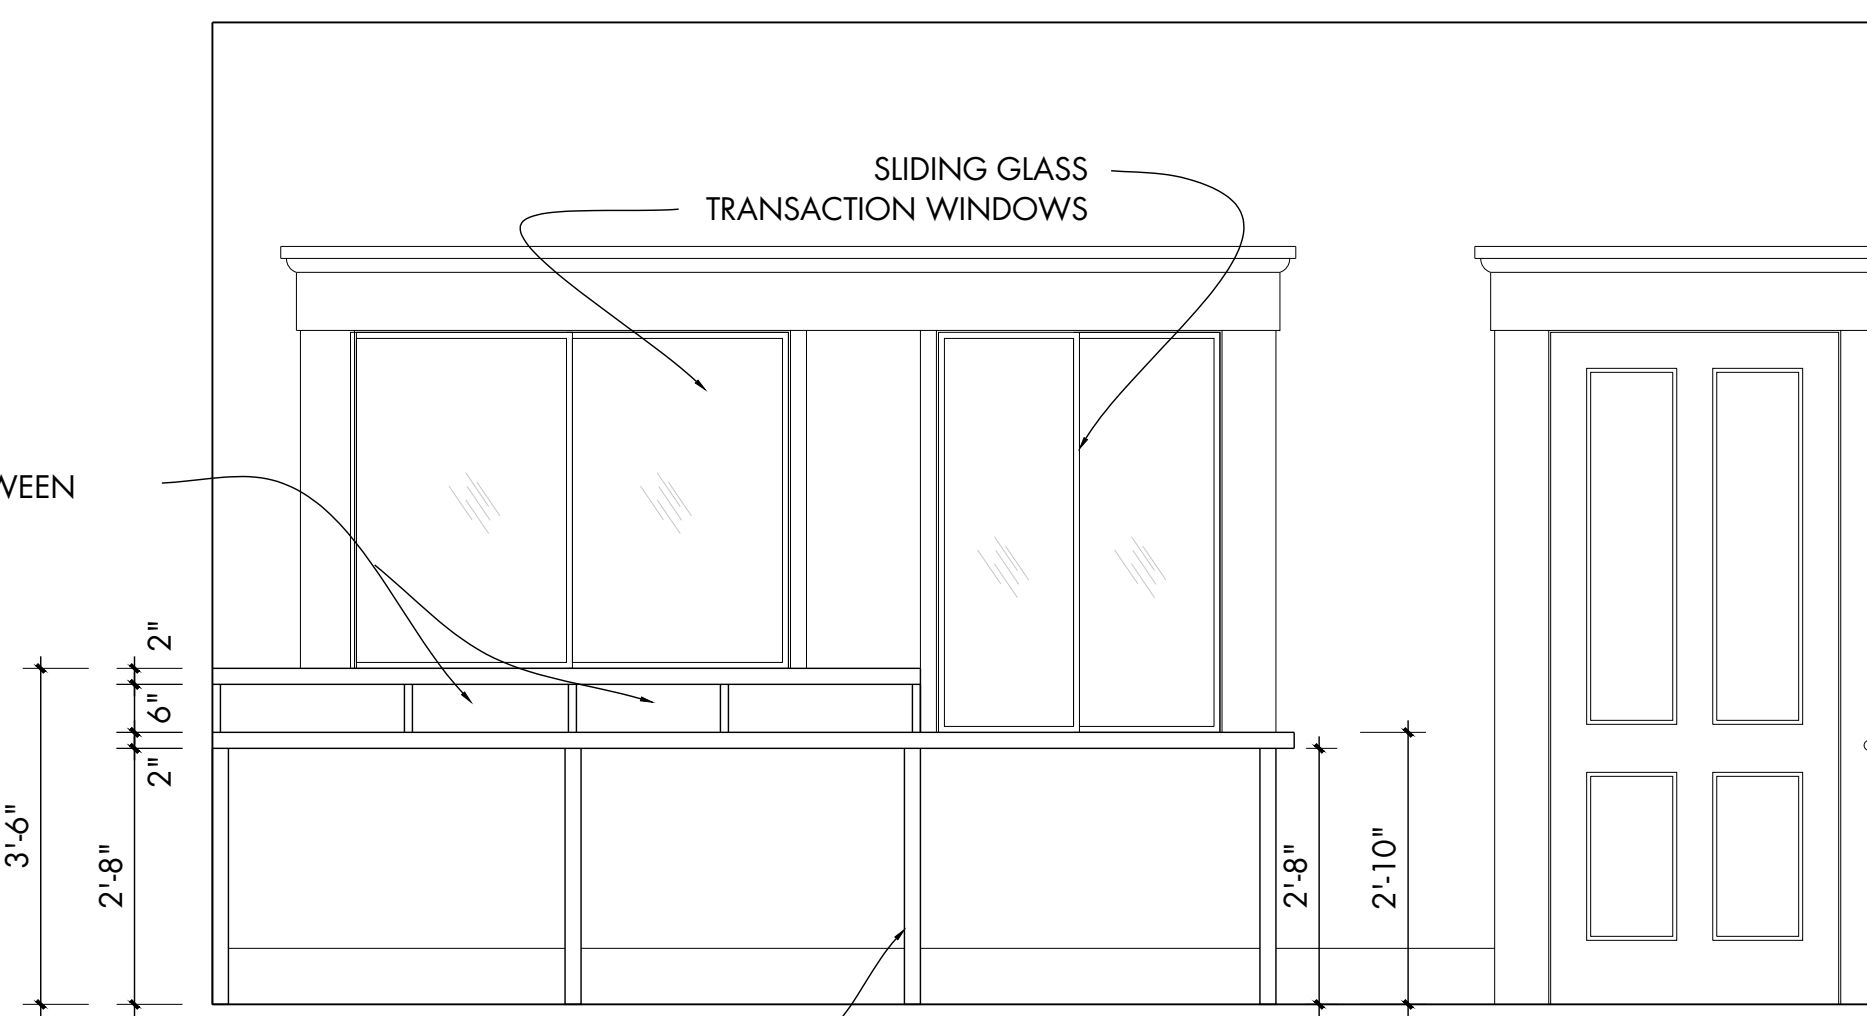 SLIDING GLASS
TRANSACTION WINDOWS
WEEN
2"
6"
2"
3'-6"
2'-8"
2'-8"
2'-10"